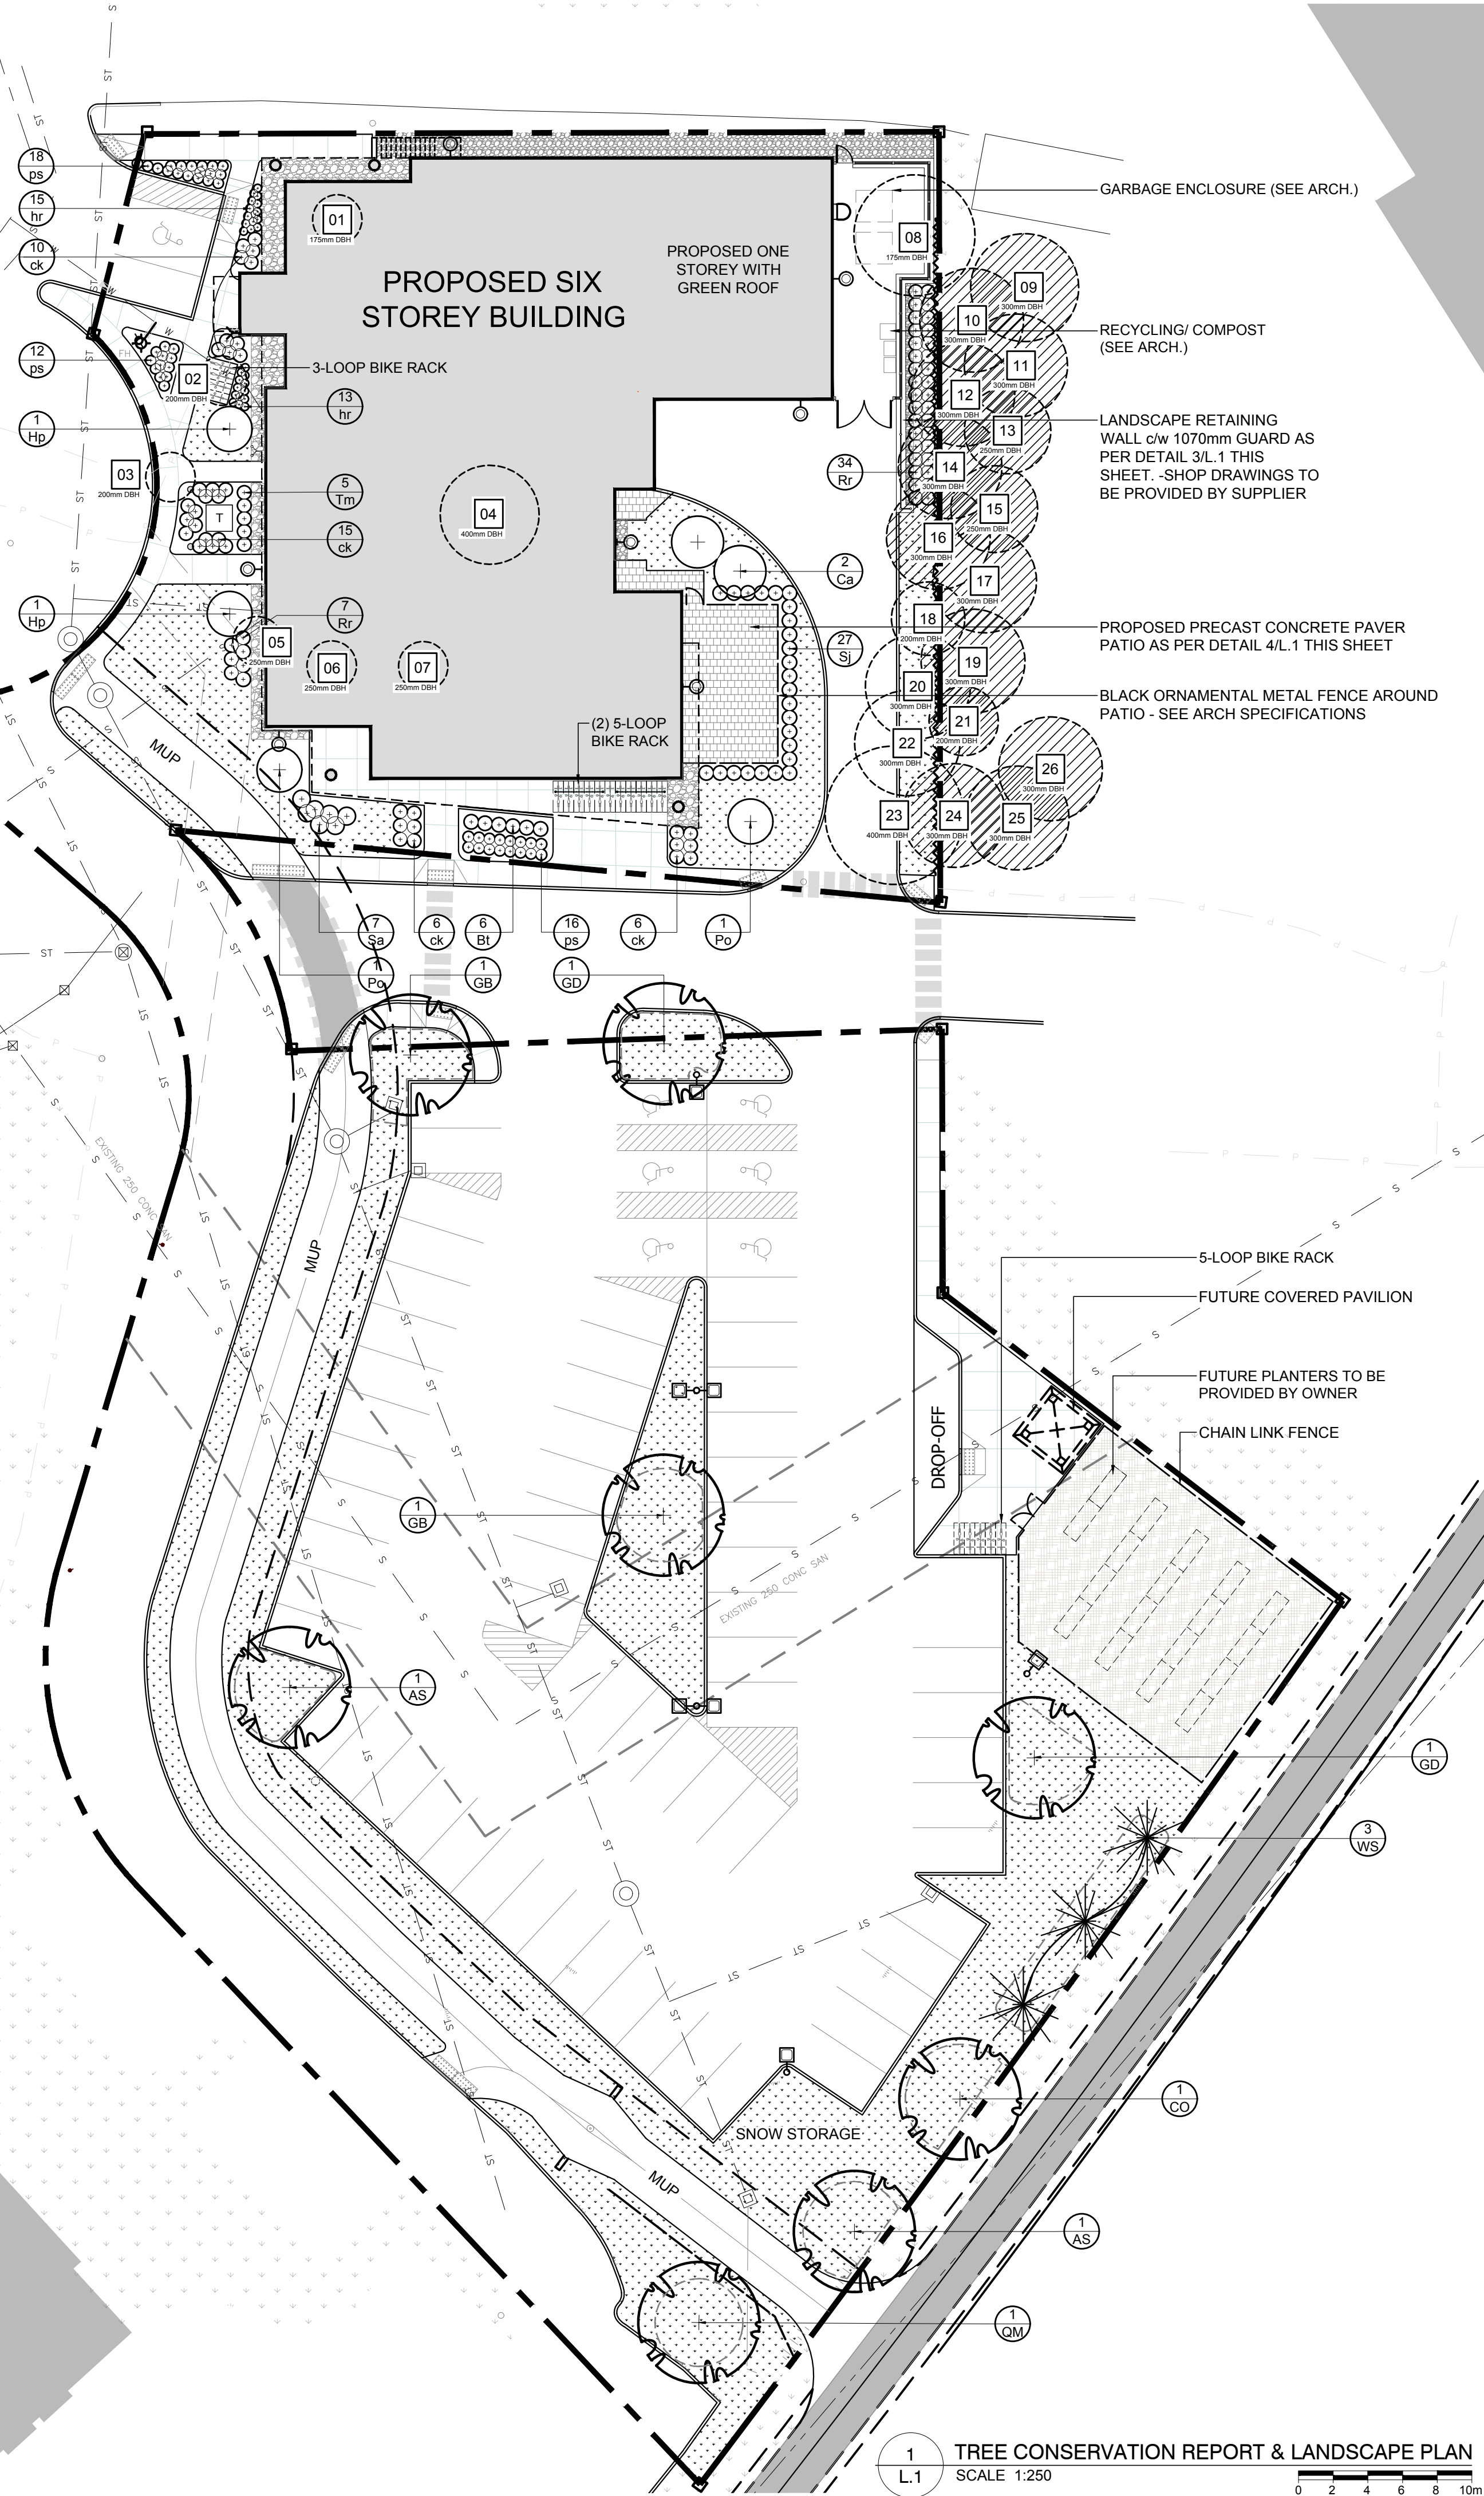 GARBAGE ENCLOSURE (SEE ARCH.)
18
ps
15
hr
10
ck
01
175mm DBH
08
175mm DBH
PROPOSED ONE
STOREY WITH
GREEN ROOF
PROPOSED SIX
STOREY BUILDING
09
300mm DBH
10
300mm DBH
RECYCLING/ COMPOST
(SEE ARCH.)
12
ps
FH
02
200mm DBH
3-LOOP BIKE RACK
13
hr
11
300mm DBH
12
300mm DBH
1
Hp
13
250mm DBH
LANDSCAPE RETAINING
WALL c/w 1070mm GUARD AS
PER DETAIL 3/L.1 THIS
SHEET. -SHOP DRAWINGS TO
BE PROVIDED BY SUPPLIER
03
200mm DBH
34
Rr
14
300mm DBH
5
Tm
T
04
400mm DBH
15
250mm DBH
15
ck
16
300mm DBH
2
Ca
17
300mm DBH
1
Hp
7
Rr
18
200mm DBH
PROPOSED PRECAST CONCRETE PAVER
PATIO AS PER DETAIL 4/L.1 THIS SHEET
05
250mm DBH
06
250mm DBH
07
250mm DBH
27
Sj
19
300mm DBH
20
300mm DBH
BLACK ORNAMENTAL METAL FENCE AROUND
PATIO - SEE ARCH SPECIFICATIONS
21
200mm DBH
(2) 5-LOOP
BIKE RACK
MUP
22
300mm DBH
26
300mm DBH
23
400mm DBH
24
300mm DBH
25
300mm DBH
7
Sa
6
ck
6
Bt
16
ps
6
ck
1
Po
1
Po
1
GB
1
GD
ST
EXISTING 250 CONC SAN
MUP
5-LOOP BIKE RACK
FUTURE COVERED PAVILION
FUTURE PLANTERS TO BE
PROVIDED BY OWNER
CHAIN LINK FENCE
DROP-OFF
1
GB
EXISTING 250 CONC SAN
1
AS
1
GD
3
WS
1
CO
SNOW STORAGE
MUP
1
AS
1
QM
1
L.1
TREE CONSERVATION REPORT & LANDSCAPE PLAN
SCALE 1:250
0 2 4 6 8 10m